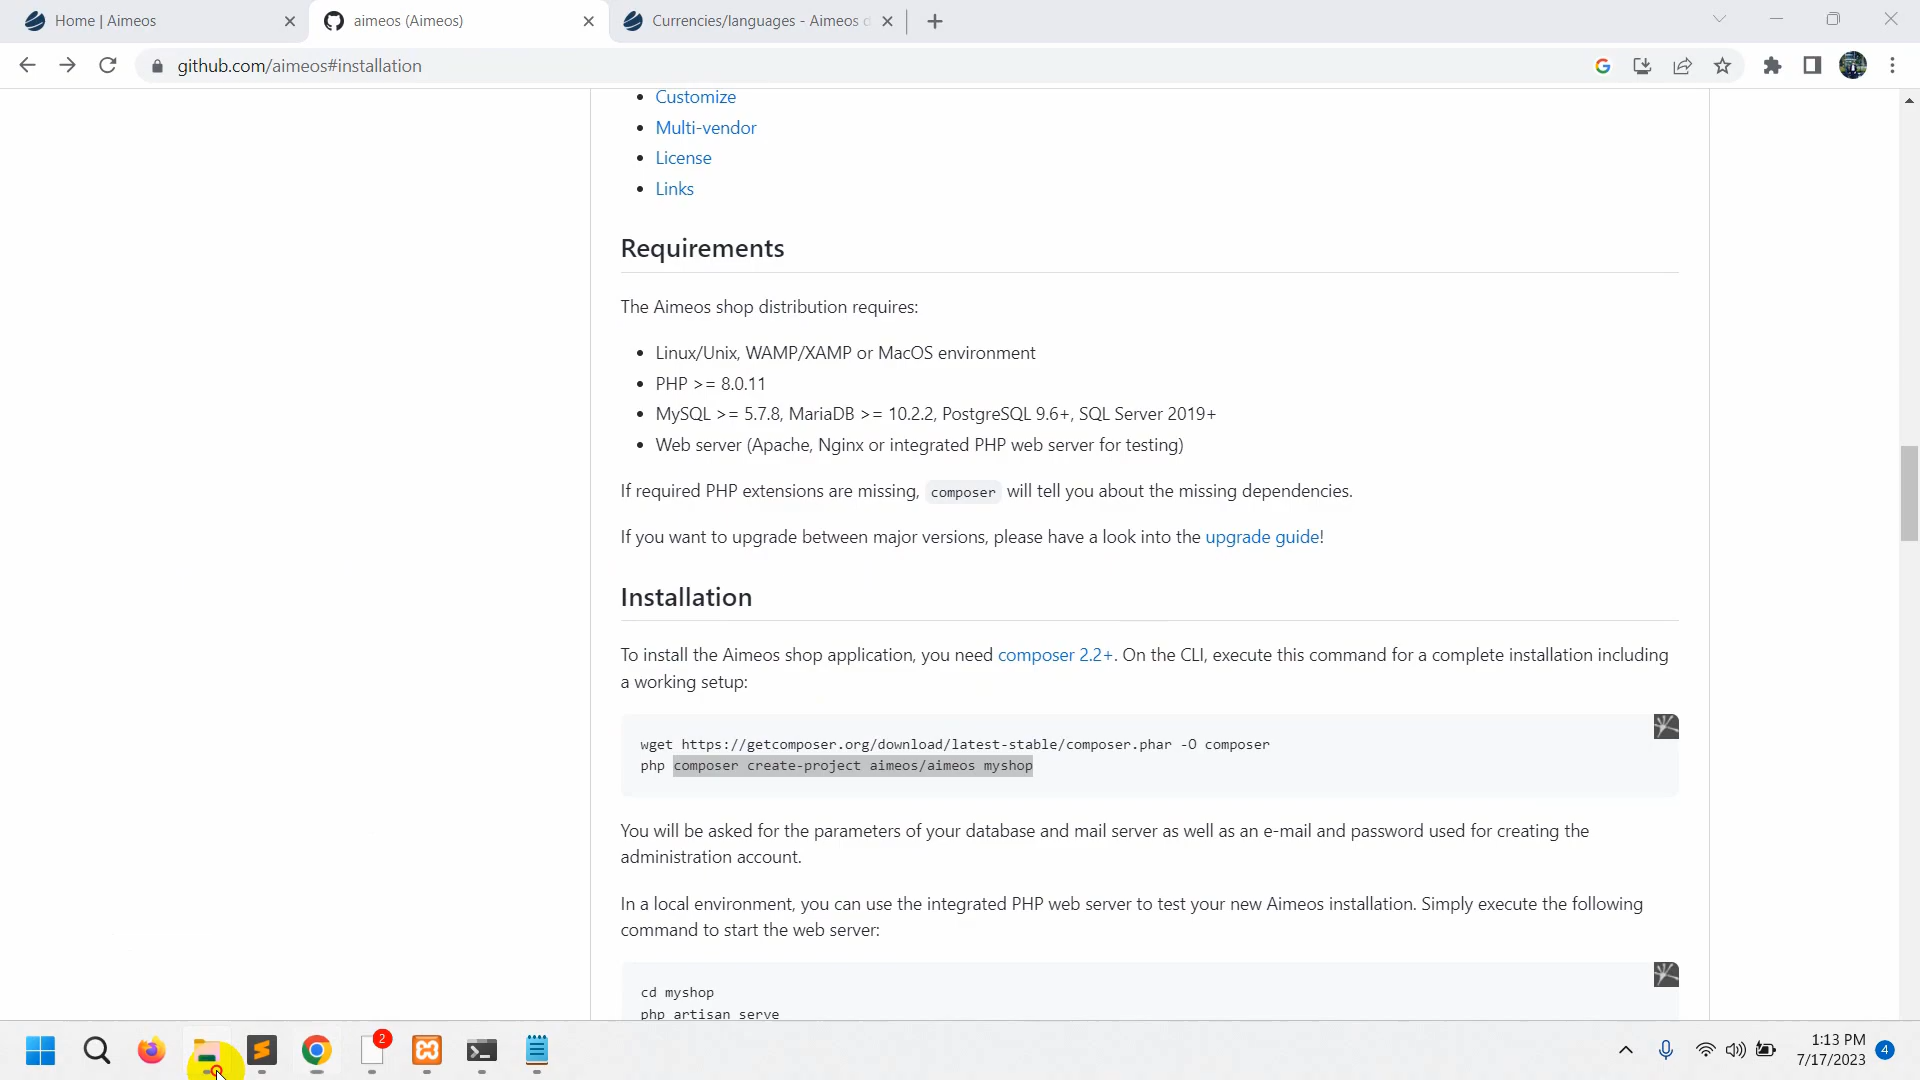 Home | Aimeos
aimeos (Aimeos)
Currencies/languages - Aimeos d
github.com/aimeos#installation
Customize
Multi-vendor
License
Links
Requirements
The Aimeos shop distribution requires:
Linux/Unix, WAMP/XAMP or MacOS environment
PHP >= 8.0.11
MySQL >= 5.7.8, MariaDB >= 10.2.2, PostgreSQL 9.6+, SQL Server 2019+
Web server (Apache, Nginx or integrated PHP web server for testing)
If required PHP extensions are missing, composer will tell you about the missing dependencies.
If you want to upgrade between major versions, please have a look into the upgrade guide!
Installation
To install the Aimeos shop application, you need composer 2.2+. On the CLI, execute this command for a complete installation including
a working setup:
wget https://getcomposer.org/download/latest-stable/composer.phar -O composer
php composer create-project aimeos/aimeos myshop
You will be asked for the parameters of your database and mail server as well as an e-mail and password used for creating the
administration account.
In a local environment, you can use the integrated PHP web server to test your new Aimeos installation. Simply execute the following
command to start the web server:
cd myshop
php artisan serve
2
1:13 PM
7/17/2023
4